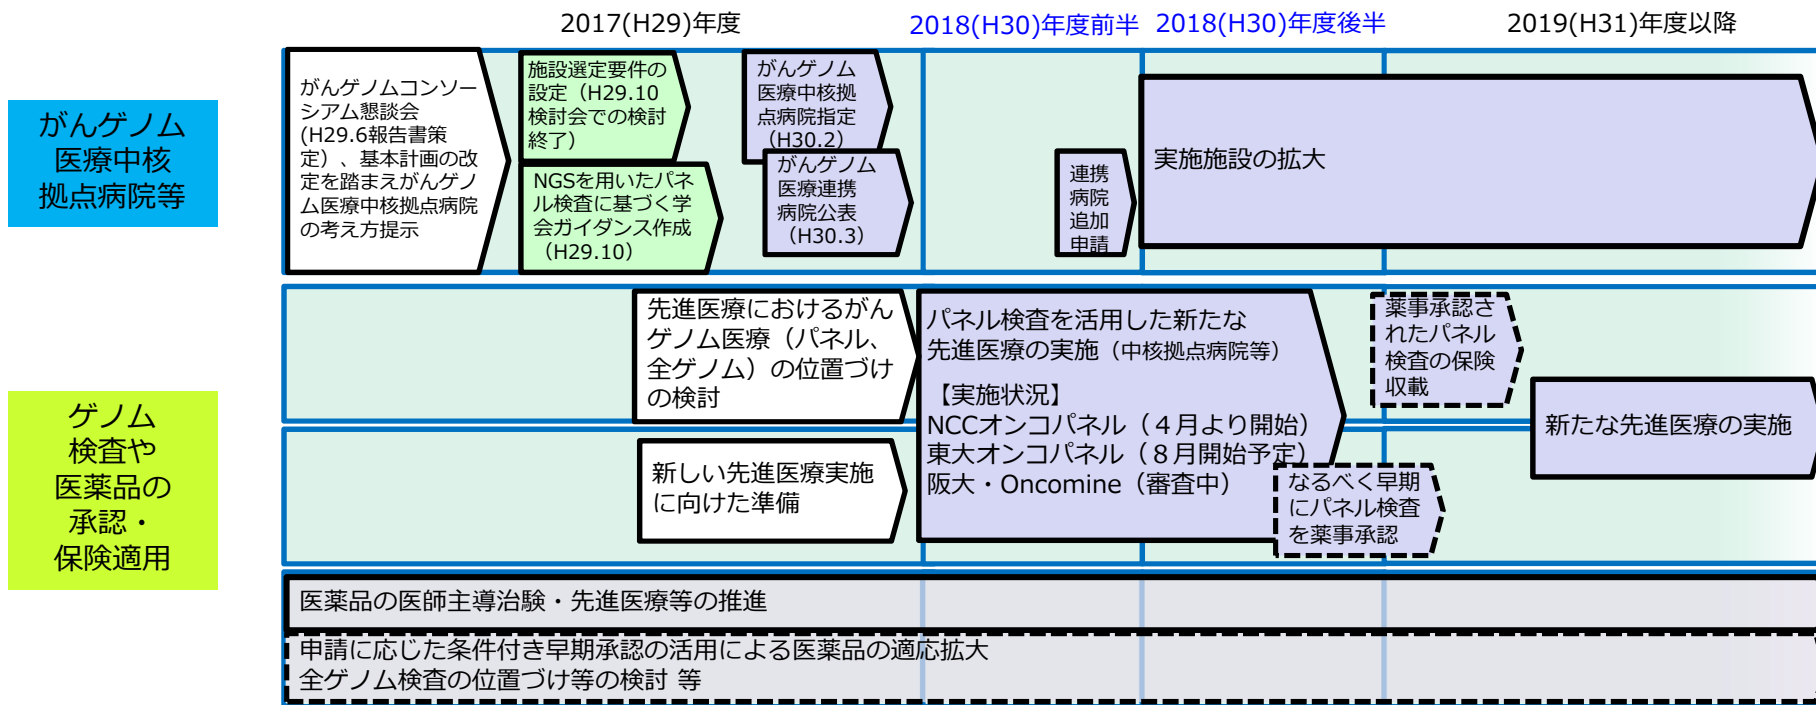 2017(H29)年度
2018(H30)年度前半
2018(H30)年度後半
2019(H31)年度以降
がんゲノム
医療中核
拠点病院等
がんゲノムコンソー
シアム懇談会
(H29.6報告書策
定）、基本計画の改
定を踏まえがんゲノ
ム医療中核拠点病院
の考え方提示
施設選定要件の
設定（H29.10
検討会での検討
終了）
NGSを用いたパネ
ル検査に基づく学
会ガイダンス作成
（H29.10）
がんゲノム
医療中核拠
点病院指定
（H30.2）
がんゲノム
医療連携
病院公表
（H30.3）
連携
病院
追加
申請
実施施設の拡大
ゲノム
検査や
医薬品の
承認・
保険適用
先進医療におけるがん
ゲノム医療（パネル、
全ゲノム）の位置づけ
の検討
新しい先進医療実施
に向けた準備
パネル検査を活用した新たな
先進医療の実施（中核拠点病院等）
【実施状況】
NCCオンコパネル（４月より開始）
東大オンコパネル（８月開始予定）
阪大・Oncomine（審査中）
なるべく早期
にパネル検査
を薬事承認
薬事承認さ
れたパネル
検査の保険
収載
新たな先進医療の実施
医薬品の医師主導治験・先進医療等の推進
申請に応じた条件付き早期承認の活用による医薬品の適応拡大
全ゲノム検査の位置づけ等の検討 等